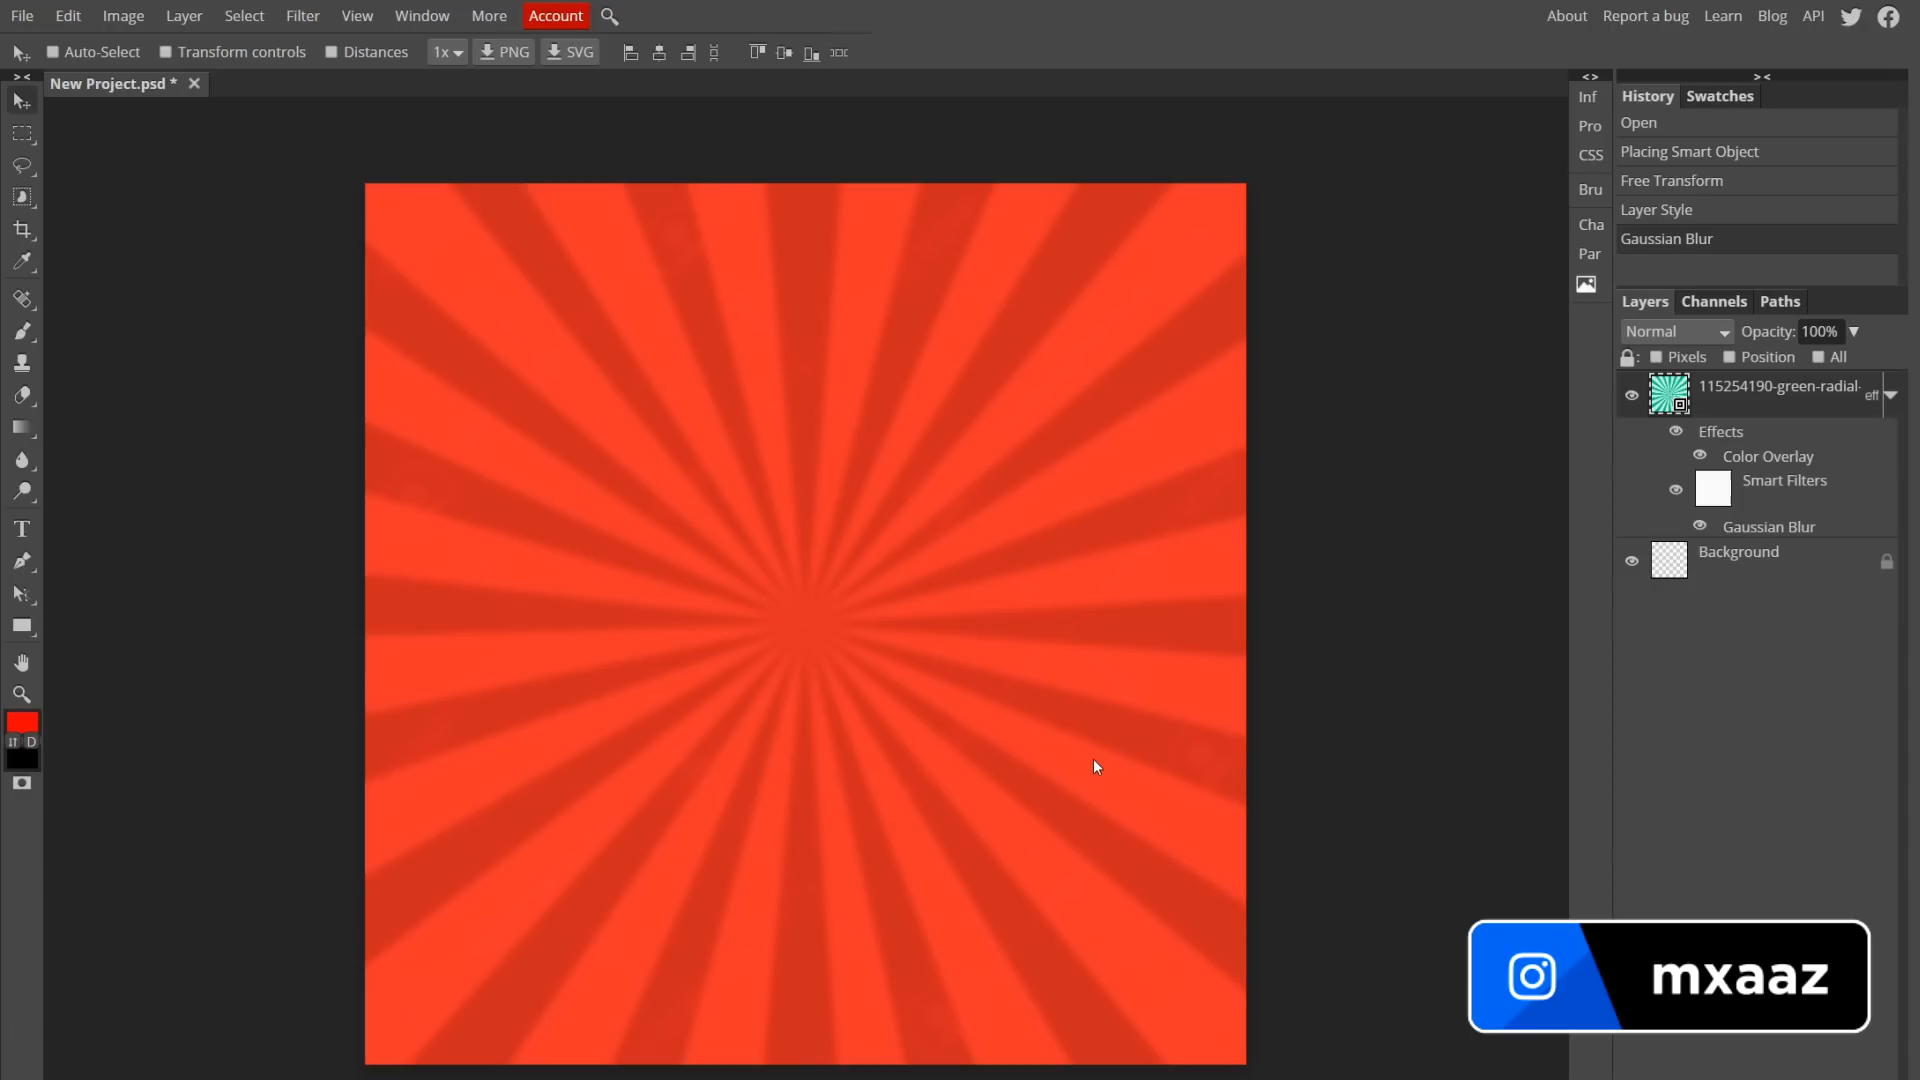 File Edit Image Layer Select Filter View Window More Account About Report a bug Learn Blog API
Auto-Select Transform controls Distances 1x PNG SVG
> < < > > <
New Project.psd * ✕
Inf
Pro
CSS
Bru
Cha
Par
History Swatches
Open
Placing Smart Object
Free Transform
Layer Style
Gaussian Blur
Layers Channels Paths
Normal Opacity: 100%
: Pixels Position All
115254190-green-radial- eff
Effects
Color Overlay
Smart Filters
Gaussian Blur
Background
T
D
mxaaz